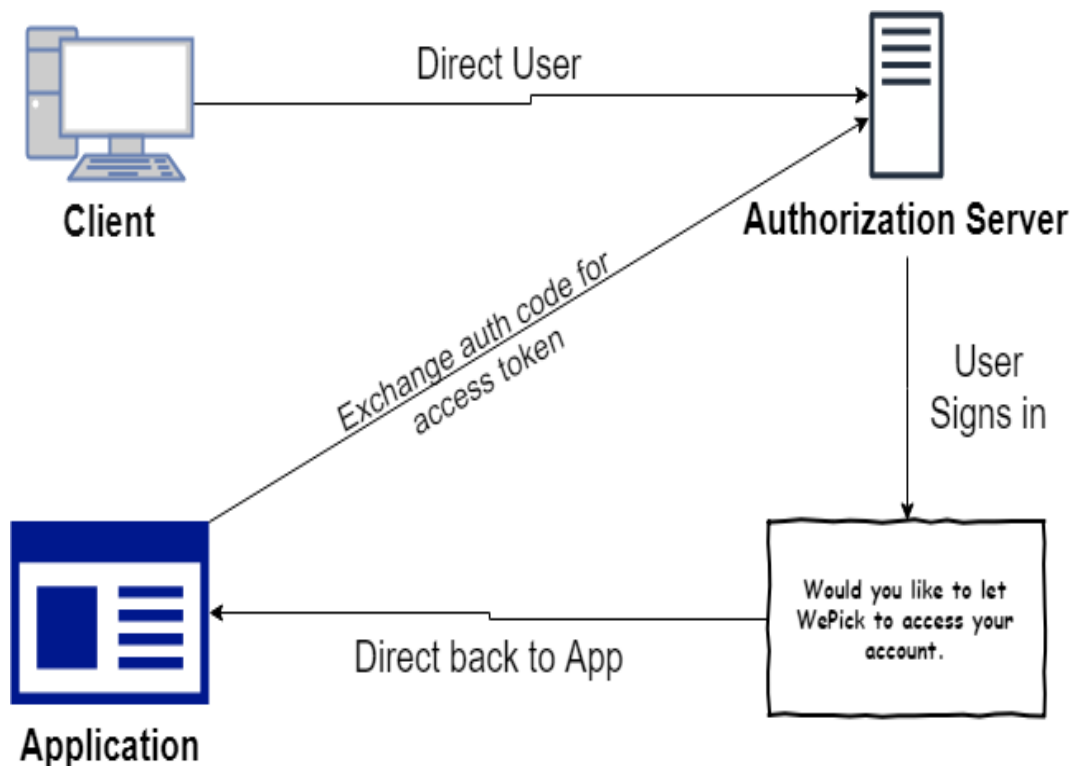 Direct User
Client
Authorization Server
Exchange auth code for
access token
User
Signs in
Would you like to let
WePick to access your
account.
Direct back to App
Application